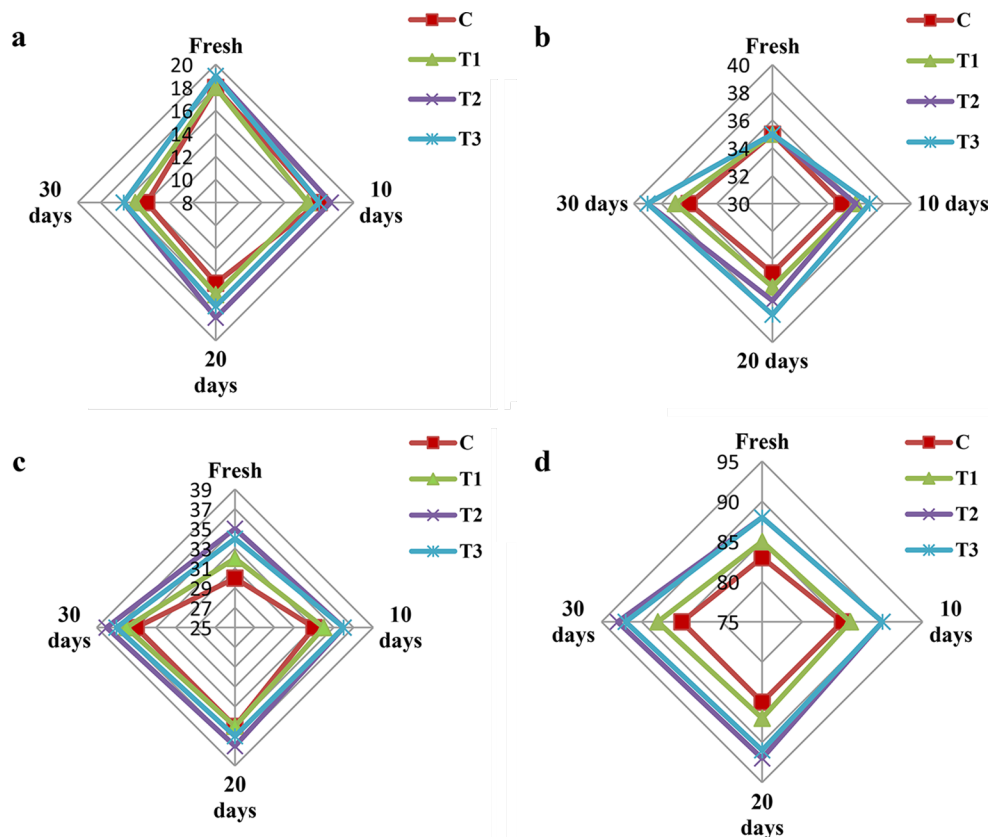 a
C
T1
T2
T3
Fresh
20
18
16
14
12
10
8
10
days
20
days
30
days
b
C
T1
T2
T3
Fresh
40
38
36
34
32
30
10 days
20 days
30 days
c
C
T1
T2
T3
Fresh
39
37
35
33
31
29
27
25
10
days
20
days
30
days
d
C
T1
T2
T3
Fresh
95
90
85
80
75
10
days
20
days
30
days